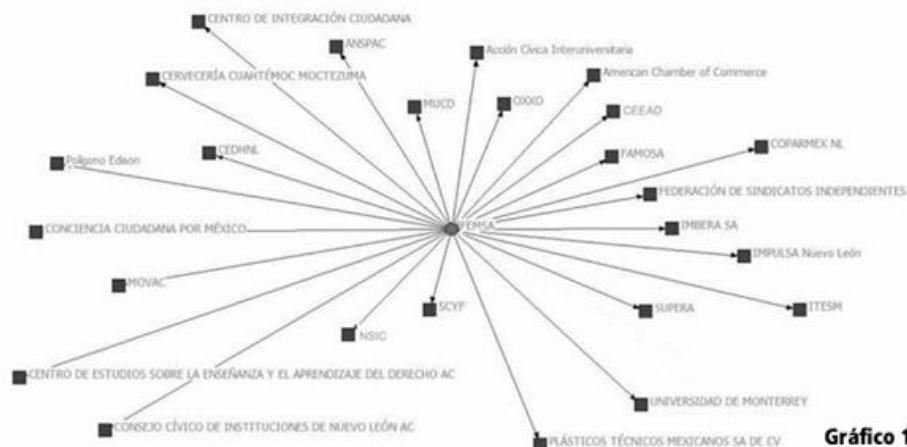 CENTRO DE INTEGRACIÓN CIUDADANA
ANSPAC
Acción Cívica Interuniversitaria
CERVECERÍA CUAHTÉMOC MOCTEZUMA
American Chamber of Commerce
MUCD
OXXO
CEEAD
CEDHNL
Polígono Edison
FAMOSA
COPARMEX NL
FEDERACIÓN DE SINDICATOS INDEPENDIENTES
CONCIENCIA CIUDADANA POR MÉXICO
FEMSA
IMBERA SA
IMPULSA Nuevo León
MOVAC
SCYF
SUPERA
ITESM
NSIG
CENTRO DE ESTUDIOS SOBRE LA ENSEÑANZA Y EL APRENDIZAJE DEL DERECHO AC
UNIVERSIDAD DE MONTERREY
CONSEJO CÍVICO DE INSTITUCIONES DE NUEVO LEÓN AC
PLÁSTICOS TÉCNICOS MEXICANOS SA DE CV
Gráfico 1